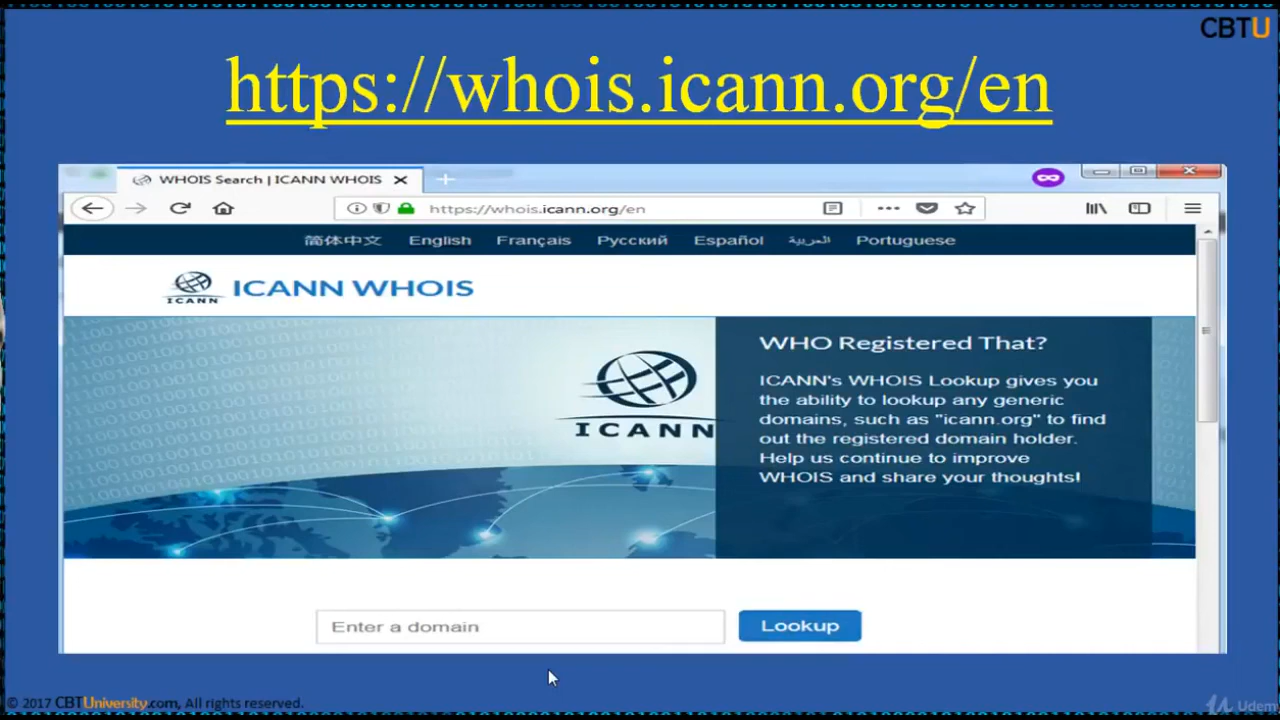 CBTU
https://whois.icann.org/en
WHOIS Search | ICANN WHOIS
https://whois.icann.org/en
简体中文 English Français Русский Español العربية Portuguese
ICANN
ICANN WHOIS
ICANN
WHO Registered That?
ICANN's WHOIS Lookup gives you
the ability to lookup any generic
domains, such as "icann.org" to find
out the registered domain holder.
Help us continue to improve
WHOIS and share your thoughts!
Enter a domain
Lookup
© 2017 CBTUniversity.com, All rights reserved.